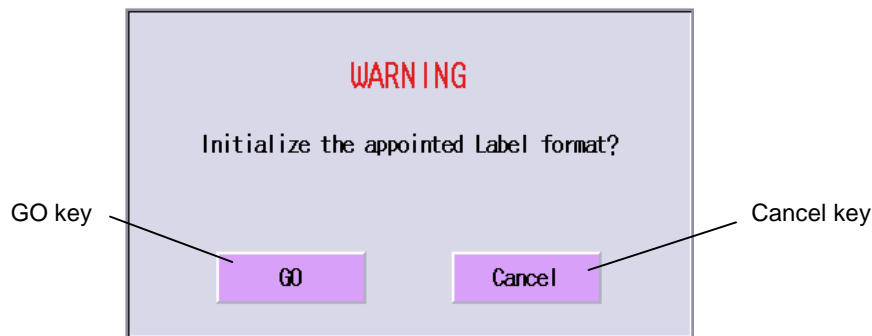 WARNING
Initialize the appointed Label format?
GO key
Cancel key
GO
Cancel